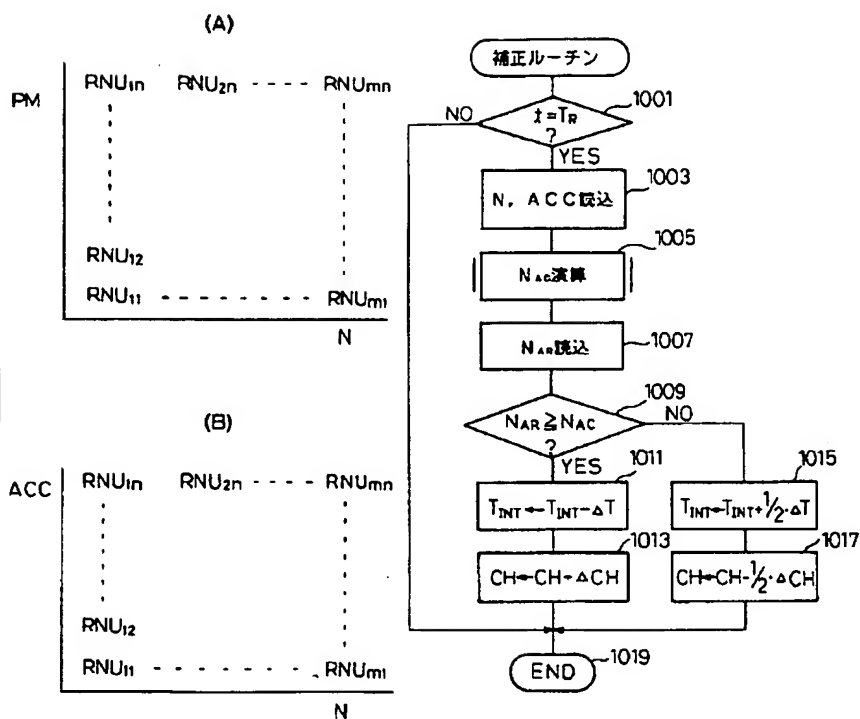 (A)
PM
RNU1n RNU2n RNUmn
RNU12
RNU11 RNUm1
N
(B)
ACC
RNU1n RNU2n RNUmn
RNU12
RNU11 RNUm1
N
補正ルーチン
1001
t=TR
?
NO
YES
1003
N, ACC読込
1005
NAC演算
NAR読込
1007
1009
NAR≧NAC
?
NO
YES
1011
TINT←TINT−ΔT
1013
CH←CH+ΔCH
1015
TINT←TINT+1/2・ΔT
1017
CH←CH-1/2・ΔCH
END
1019